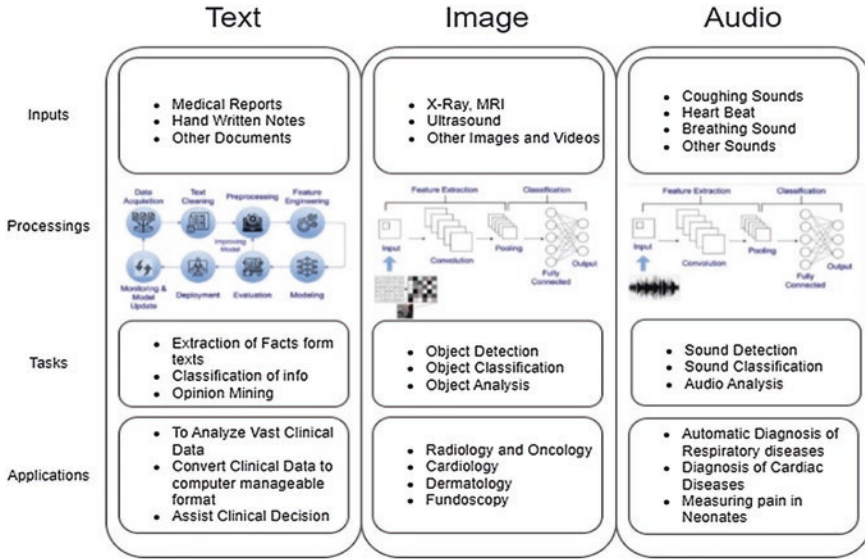 Text
Image
Audio
Inputs
• Medical Reports
• Hand Written Notes
• Other Documents
• X-Ray, MRI
• Ultrasound
• Other Images and Videos
• Coughing Sounds
• Heart Beat
• Breathing Sound
• Other Sounds
Processings
Data
Acquisition
Text
Cleaning
Preprocessing
Feature
Engineering
Improving
Model
Monitoring & Model
Update
Deployment
Evaluation
Modeling
Feature Extraction
Classification
Input
Convolution
Pooling
Fully
Connected
Output
Feature Extraction
Classification
Input
Convolution
Pooling
Fully
Connected
Output
Tasks
• Extraction of Facts form
texts
• Classification of info
• Opinion Mining
• Object Detection
• Object Classification
• Object Analysis
• Sound Detection
• Sound Classification
• Audio Analysis
Applications
• To Analyze Vast Clinical
Data
• Convert Clinical Data to
computer manageable
format
• Assist Clinical Decision
• Radiology and Oncology
• Cardiology
• Dermatology
• Fundoscopy
• Automatic Diagnosis of
Respiratory diseases
• Diagnosis of Cardiac
Diseases
• Measuring pain in
Neonates